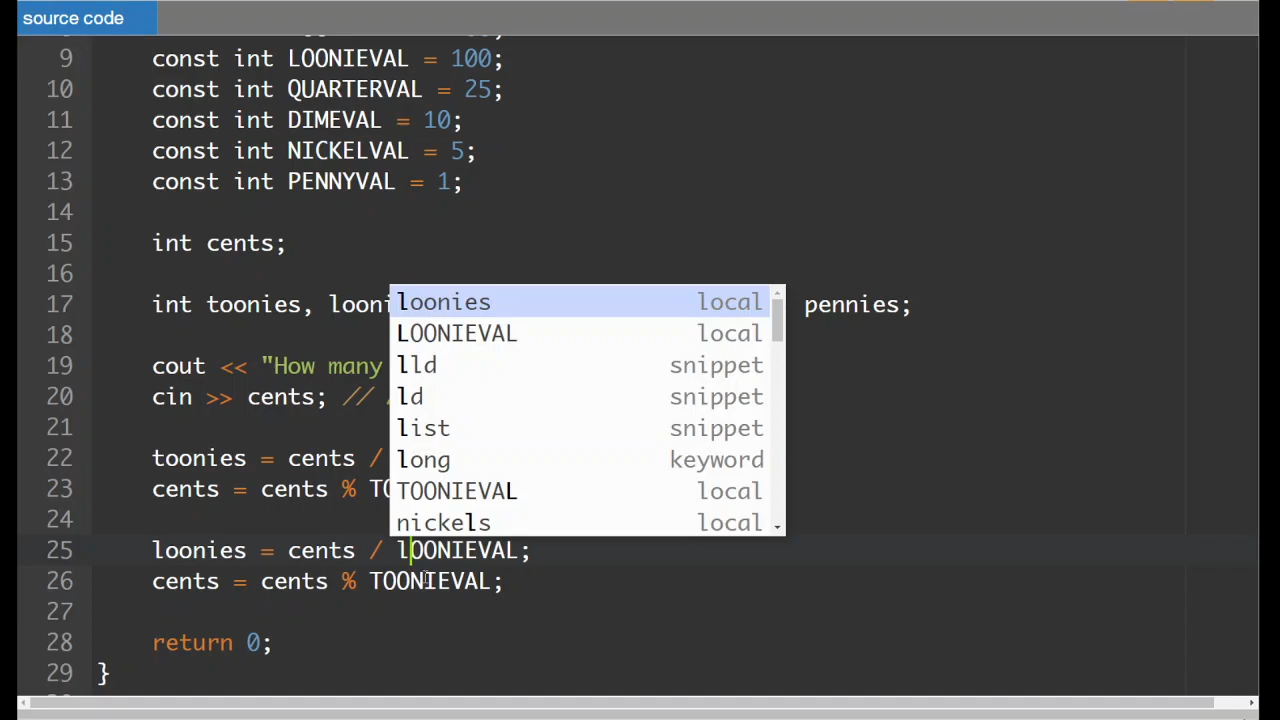 source code
9 const int LOONIEVAL = 100;
10 const int QUARTERVAL = 25;
11 const int DIMEVAL = 10;
12 const int NICKELVAL = 5;
13 const int PENNYVAL = 1;
14
15 int cents;
16
17 int toonies, looni pennies;
18
19 cout << "How many
20 cin >> cents; //
21
22 toonies = cents /
23 cents = cents % TO
24
25 loonies = cents / lOONIEVAL;
26 cents = cents % TOONIEVAL;
27
28 return 0;
29 }
loonies local
LOONIEVAL local
lld snippet
ld snippet
list snippet
long keyword
TOONIEVAL local
nickels local